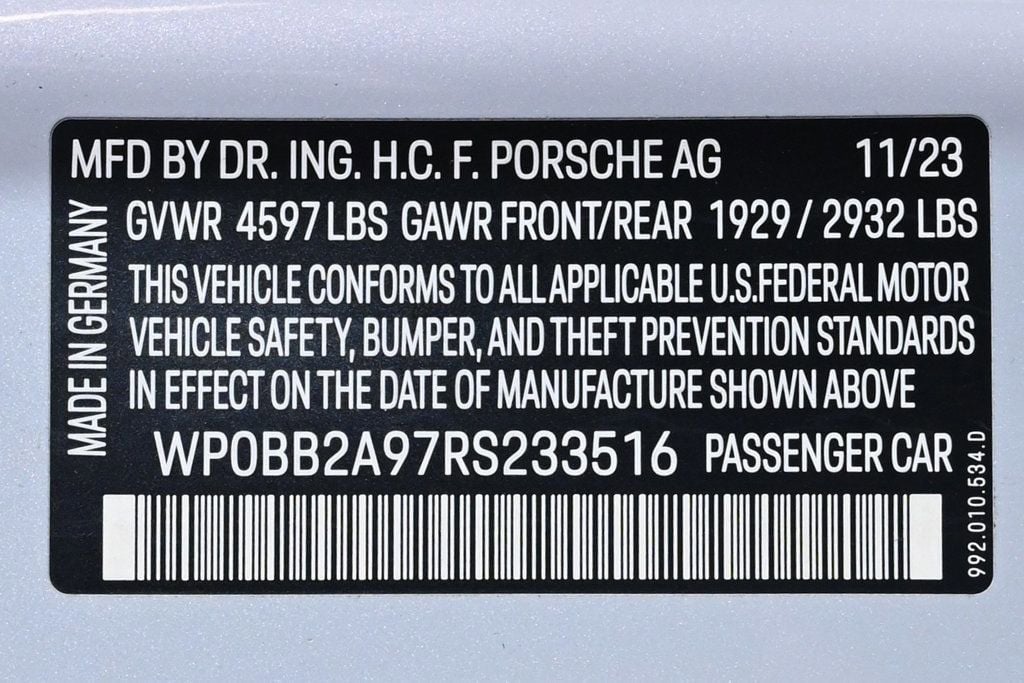 MFD BY DR. ING. H.C. F. PORSCHE AG 11/23
MADE IN GERMANY
GVWR 4597 LBS GAWR FRONT/REAR 1929 / 2932 LBS
THIS VEHICLE CONFORMS TO ALL APPLICABLE U.S.FEDERAL MOTOR
VEHICLE SAFETY, BUMPER, AND THEFT PREVENTION STANDARDS
IN EFFECT ON THE DATE OF MANUFACTURE SHOWN ABOVE
WP0BB2A97RS233516 PASSENGER CAR
992.010.534.D